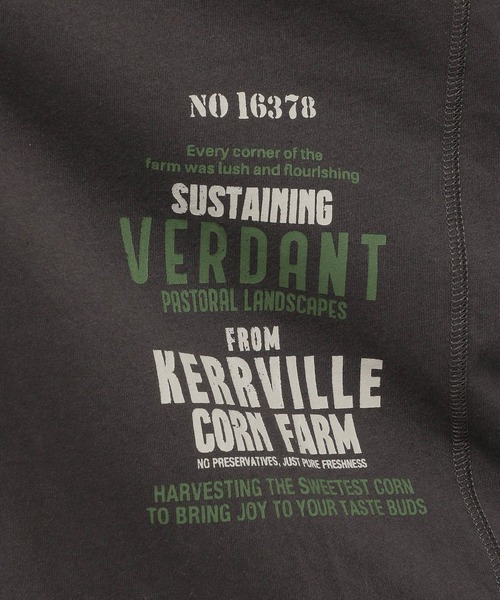 NO 16378
Every corner of the
farm was lush and flourishing
SUSTAINING
VERDANT
PASTORAL LANDSCAPES
FROM
KERRVILLE
CORN FARM
NO PRESERVATIVES, JUST PURE FRESHNESS
HARVESTING THE SWEETEST CORN
TO BRING JOY TO YOUR TASTE BUDS